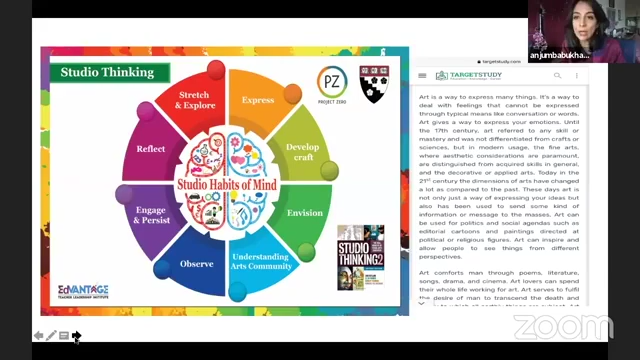 anjumbabukha...
Studio Thinking
PZ
PROJECT ZERO
Stretch
& Explore
Express
Reflect
Develop
craft
Studio Habits of Mind
Engage
& Persist
Envision
Observe
Understanding
Arts Community
STUDIO
THINKING2
EdVANTAGE
TEACHER LEADERSHIP INSTITUTE
targetstudy.com
TARGETSTUDY
Art is a way to express many things. It's a way to
deal with feelings that cannot be expressed
through typical means like conversation or words.
Art gives a way to express your emotions. Until
the 17th century, art referred to any skill or
mastery and was not differentiated from crafts or
sciences, but in modern usage, the fine arts,
where aesthetic considerations are paramount,
are distinguished from acquired skills in general,
and the decorative or applied arts. Today in the
21st century the dimensions of arts have changed
a lot as compared to the past. These days art is
not only just a way of expressing your ideas but
also has been used to send some kind of
information or message to the masses. Art can
be used for politics and social agendas such as
editorial cartoons and paintings directed at
political or religious figures. Art can inspire and
allow people to see things from different
perspectives.
Art comforts man through poems, literature,
songs, drama, and cinema. Art lovers can spend
their whole life working for art. Art serves to fulfil
the desire of man to transcend the death and
zoom